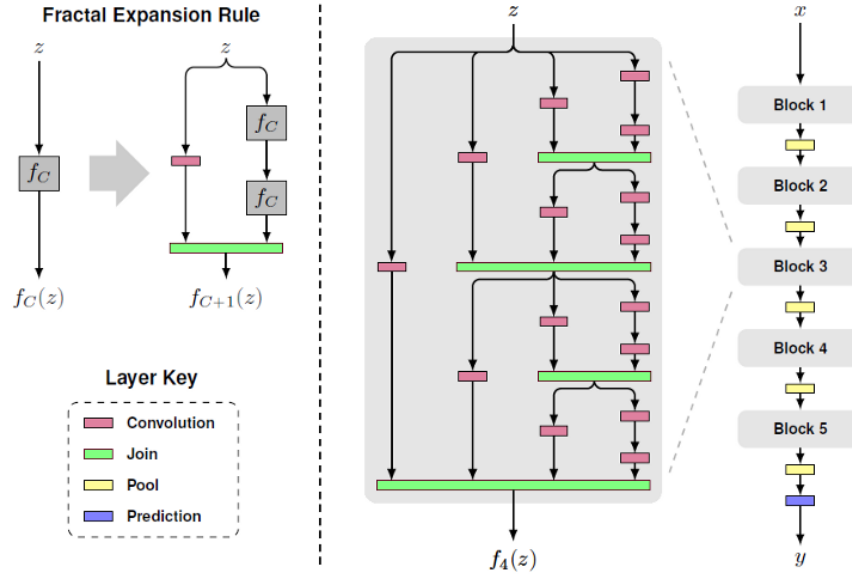 Fractal Expansion Rule
z
z
f_C
f_C
f_C
f_C(z)
f_{C+1}(z)
Layer Key
Convolution
Join
Pool
Prediction
z
f_4(z)
x
Block 1
Block 2
Block 3
Block 4
Block 5
y